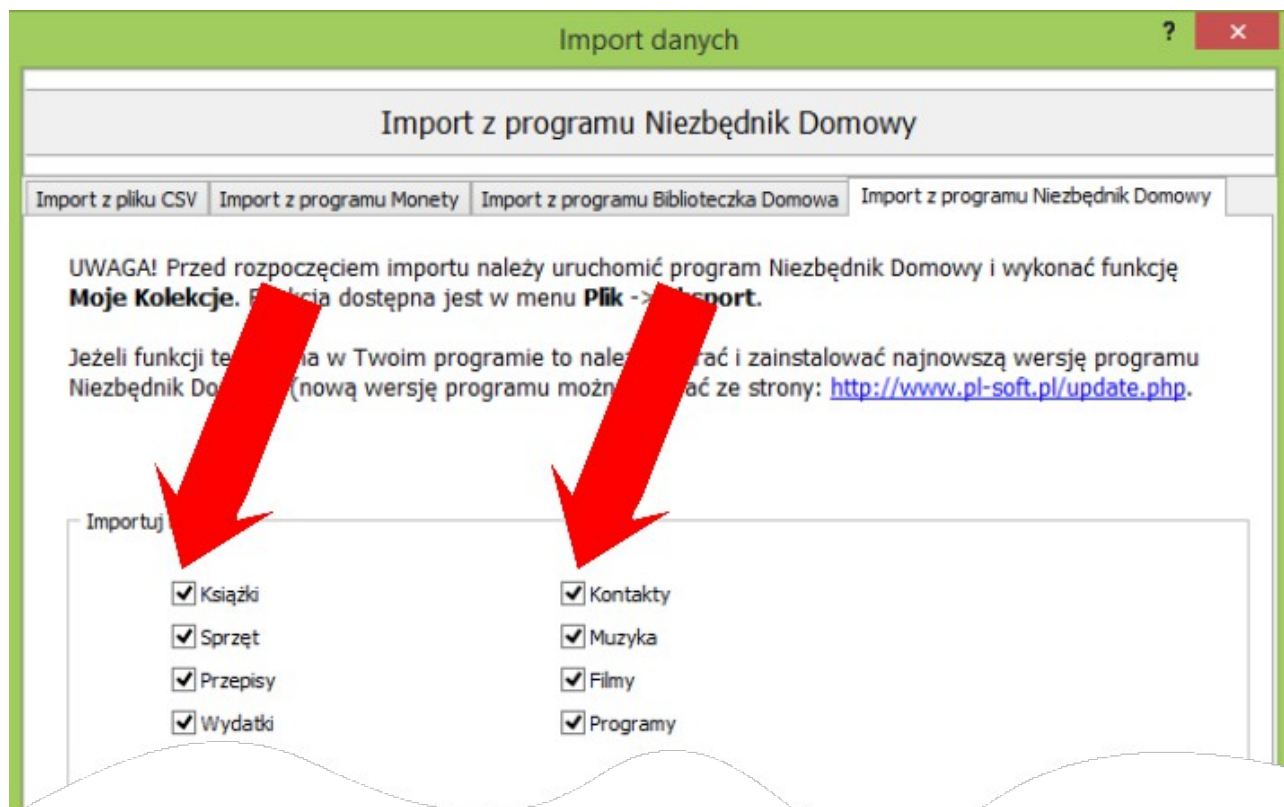 Import danych
?
Import z programu Niezbędnik Domowy
Import z pliku CSV Import z programu Monety Import z programu Biblioteczka Domowa Import z programu Niezbędnik Domowy
UWAGA! Przed rozpoczęciem importu należy uruchomić program Niezbędnik Domowy i wykonać funkcję
Moje Kolekcje. dostępna jest w menu Plik ->
Jeżeli funkcji w Twoim programie to i zainstalować najnowszą wersję programu
Niezbędnik (nową wersję programu ze strony: http://www.pl-soft.pl/update.php.
Importuj
Książki Kontakty
Sprzęt Muzyka
Przepisy Filmy
Wydatki Programy